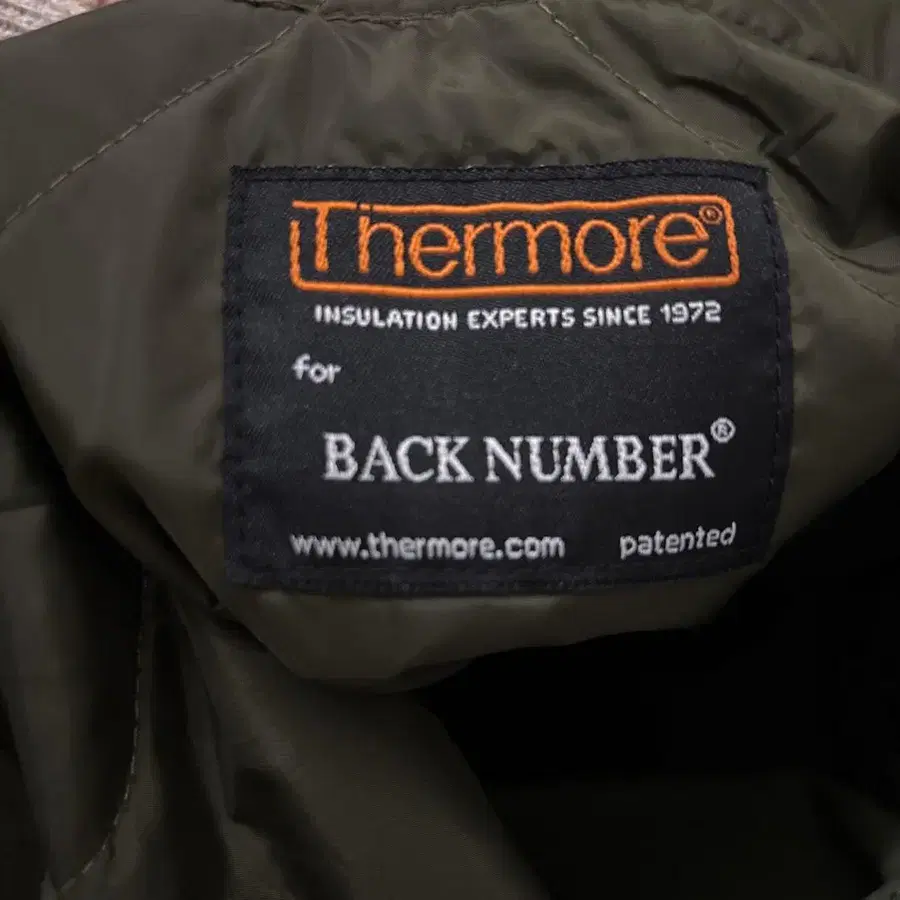 Thermore®
INSULATION EXPERTS SINCE 1972
for
BACK NUMBER®
www.thermore.com patented